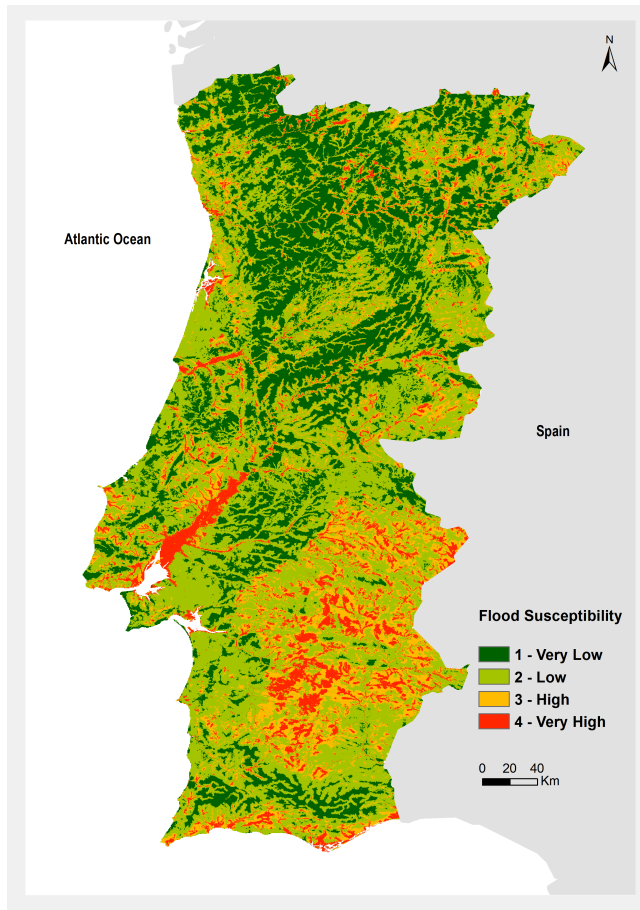 N
Atlantic Ocean
Spain
Flood Susceptibility
1 - Very Low
2 - Low
3 - High
4 - Very High
0 20 40
Km